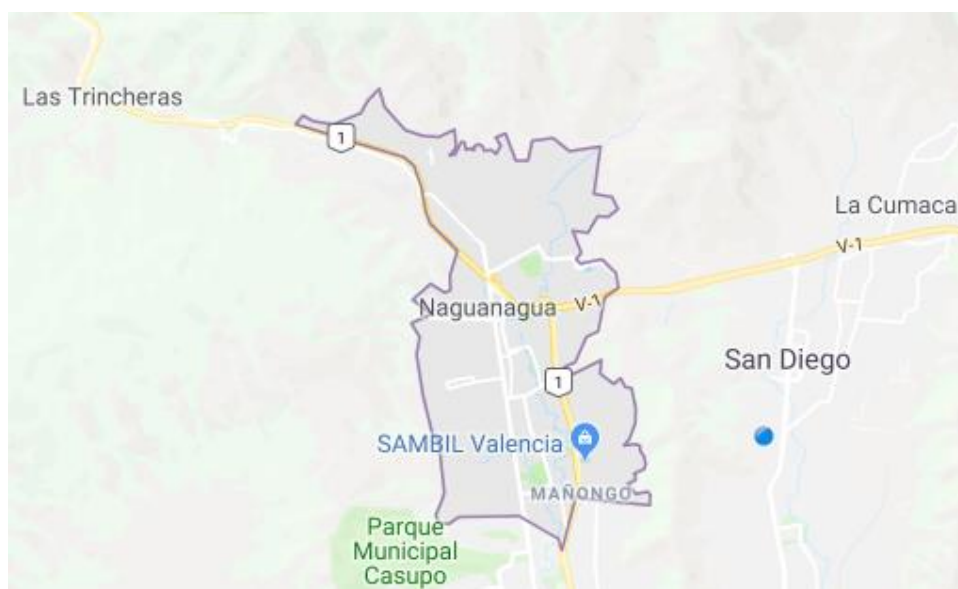 Las Trincheras
1
La Cumaca
V-1
Naguanagua
V-1
San Diego
1
SAMBIL Valencia
MAÑONGO
Parque
Municipal
Casupo